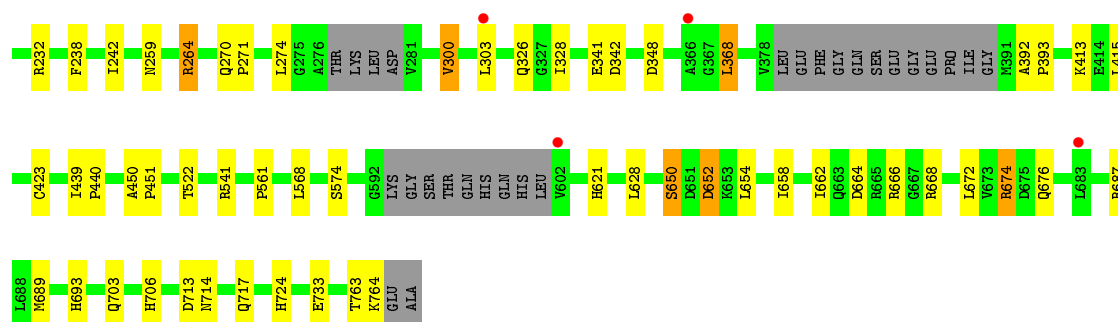 R232 F238 I242 N259 R264 Q270 P271 L274 G275 A276 THR LYS LEU ASP V281 V300 L303 Q326 G327 I328 E341 D342 D348 A366 G367 L368 V378 LEU GLU PHE GLY GLN SER GLU GLY GLU PRO ILE GLY M391 A392 P393 K413 E414 L415
C423 I439 P440 A450 P451 T522 R541 P561 L568 S574 G592 LYS GLY SER THR GLN HIS GLN HIS LEU V602 H621 L628 S650 D651 D652 K653 L654 I658 I662 Q663 D664 R665 R666 G667 R668 L672 V673 R674 D675 Q676 L683 R687
L688 M689 H693 Q703 H706 D713 N714 Q717 H724 E733 T763 K764 GLU ALA